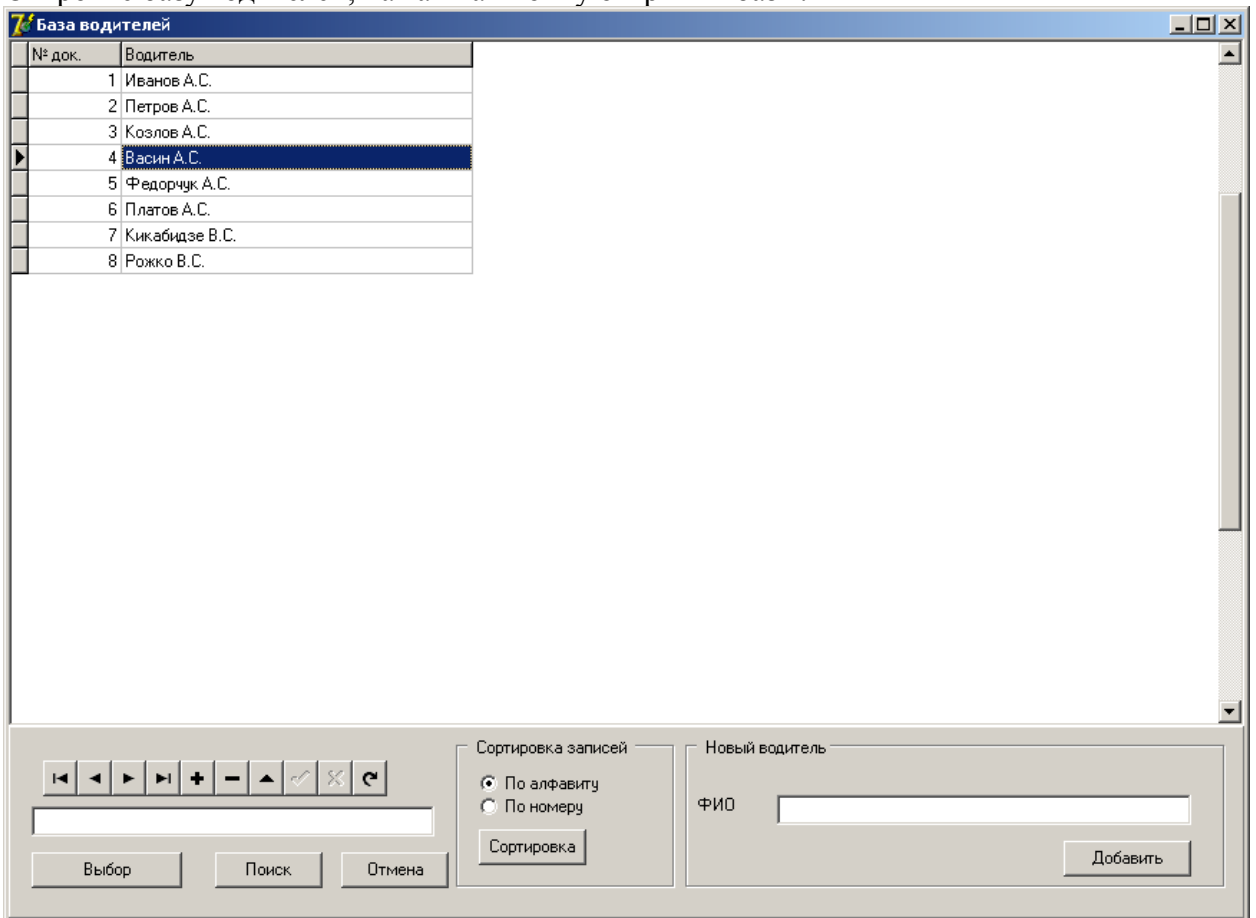 База водителей
№ док. Водитель
1 Иванов А.С.
2 Петров А.С.
3 Козлов А.С.
4 Васин А.С.
5 Федорчук А.С.
6 Платов А.С.
7 Кикабидзе В.С.
8 Рожко В.С.
Сортировка записей
По алфавиту
По номеру
Сортировка
Новый водитель
ФИО
Добавить
Выбор Поиск Отмена